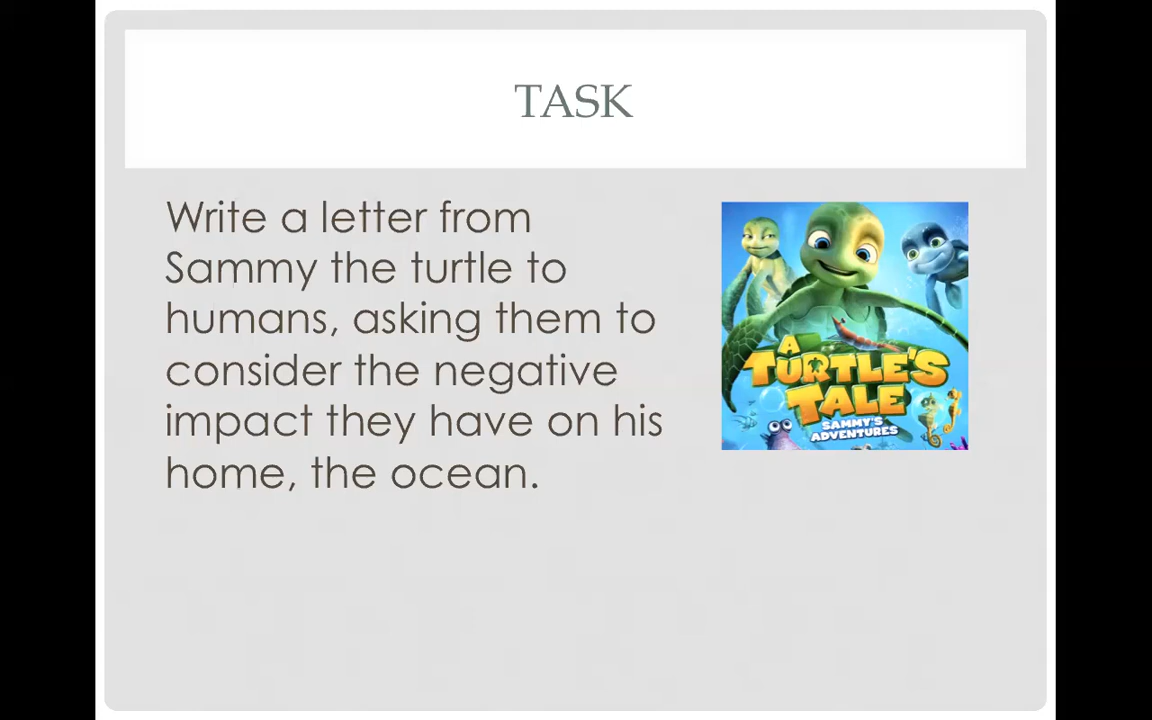 TASK
Write a letter from
Sammy the turtle to
humans, asking them to
consider the negative
impact they have on his
home, the ocean.
A
TURTLE'S
TALE
SAMMY'S
ADVENTURES